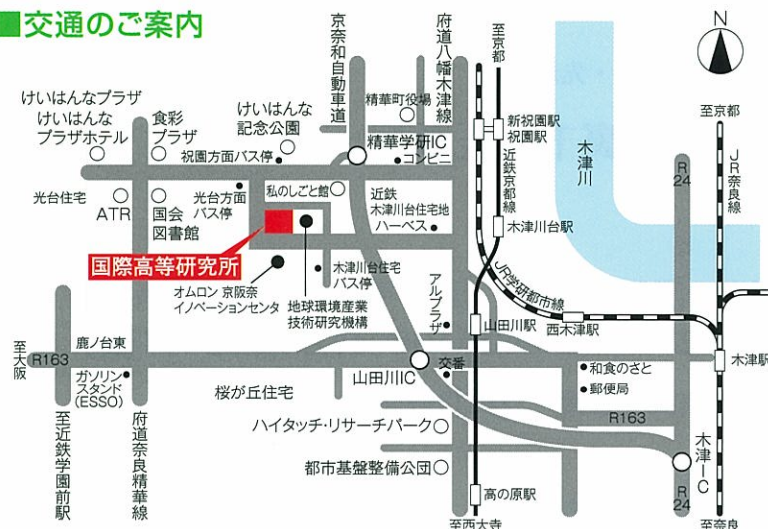 ■交通のご案内
京奈和自動車道
府道八幡木津線
至京都
N
至京都
けいはんなプラザ
けいはんな
プラザホテル
食彩
プラザ
けいはんな
記念公園
精華町役場
新祝園駅
祝園駅
祝園方面バス停
精華学研IC
コンビニ
近鉄京都線
木津川
R
24
JR奈良線
光台住宅
ATR
国会
図書館
光台方面
バス停
私のしごと館
近鉄
木津川台住宅地
ハーベス
木津川台駅
国際高等研究所
オムロン 京阪奈
イノベーションセンタ
地球環境産業
技術研究機構
木津川台住宅
バス停
アルプラザ
JR学研都市線
山田川駅
西木津駅
至大阪
R163
鹿ノ台東
ガソリン
スタンド
(ESSO)
桜が丘住宅
山田川IC
交番
和食のさと
郵便局
木津駅
R163
至近鉄学園前駅
府道奈良精華線
ハイタッチ・リサーチパーク
都市基盤整備公団
高の原駅
至西大寺
木津IC
R
24
至奈良